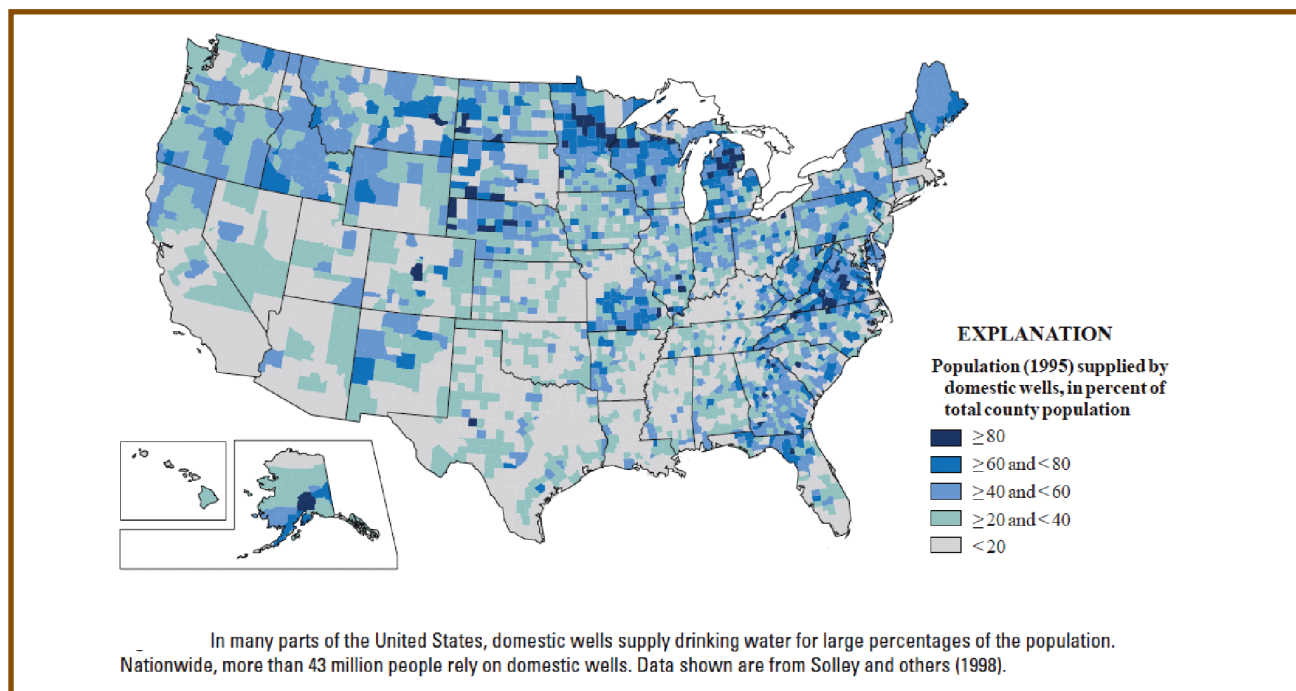 EXPLANATION
Population (1995) supplied by
domestic wells, in percent of
total county population
≥80
≥60 and <80
≥40 and <60
≥20 and <40
<20
In many parts of the United States, domestic wells supply drinking water for large percentages of the population.
Nationwide, more than 43 million people rely on domestic wells. Data shown are from Solley and others (1998).